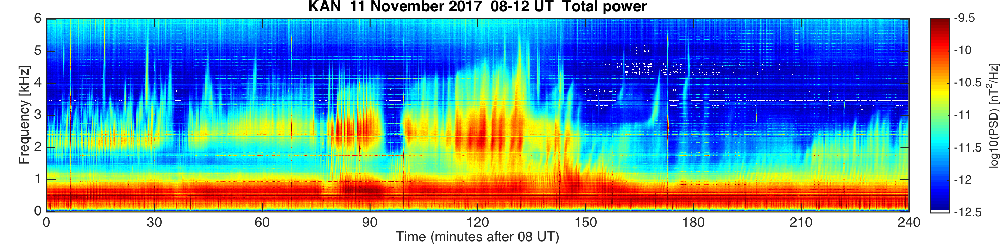 KAN 11 November 2017 08-12 UT Total power
Frequency [kHz]
6
5
4
3
2
1
0
0 30 60 90 120 150 180 210 240
Time (minutes after 08 UT)
-9.5
-10
-10.5
-11
-11.5
-12
-12.5
log10(PSD) [nT²/Hz]